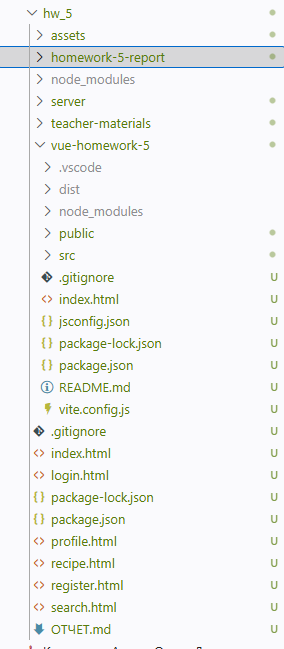 hw_5
assets
homework-5-report
node_modules
server
teacher-materials
vue-homework-5
.vscode
dist
node_modules
public
src
.gitignore U
index.html U
jsconfig.json U
package-lock.json U
package.json U
README.md U
vite.config.js U
.gitignore U
index.html U
login.html U
package-lock.json U
package.json U
profile.html U
recipe.html U
register.html U
search.html U
ОТЧЕТ.md U